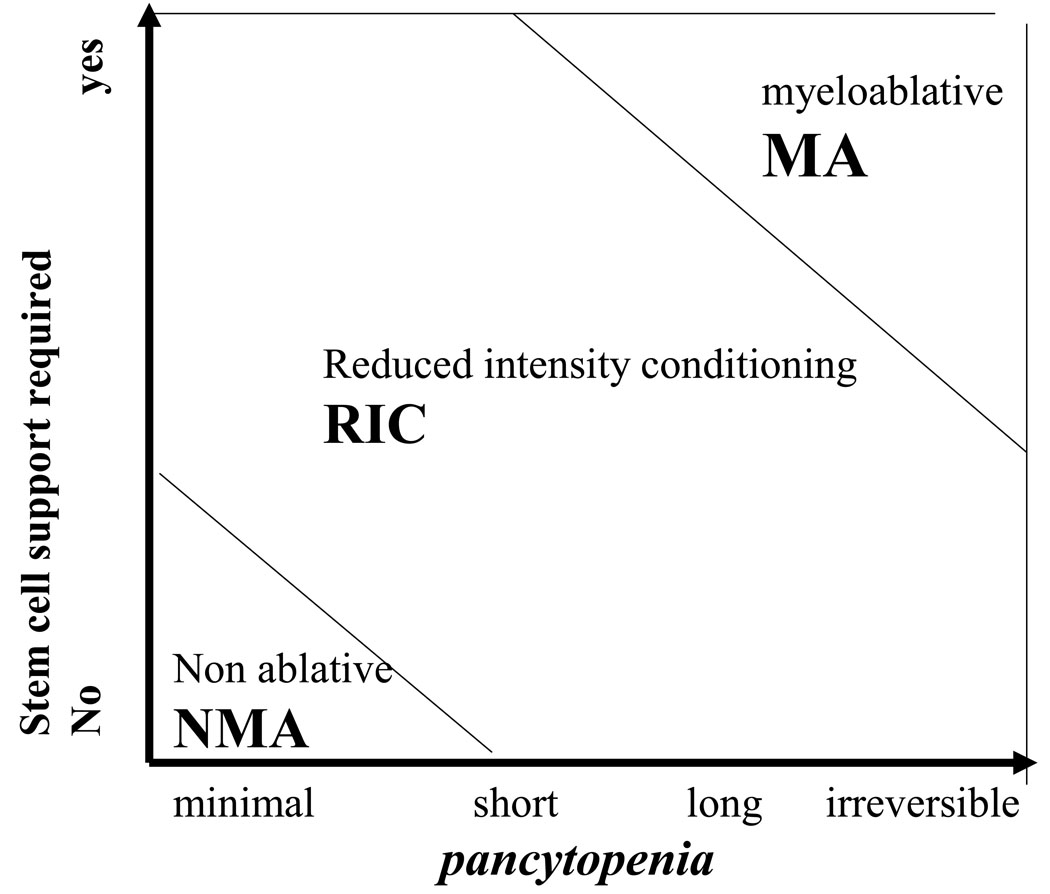 yes
Stem cell support required
No
myeloablative
MA
Reduced intensity conditioning
RIC
Non ablative
NMA
minimal short long irreversible
pancytopenia